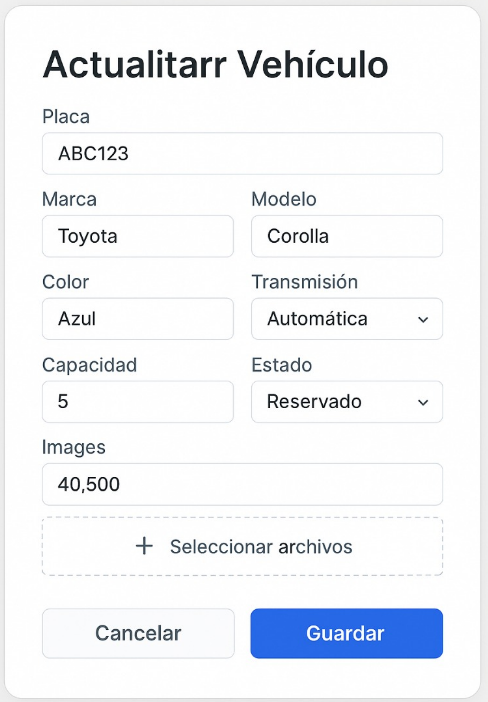 Actualitarr Vehículo
Placa
ABC123
Marca Modelo
Toyota Corolla
Color Transmisión
Azul Automática
Capacidad Estado
5 Reservado
Images
40,500
+ Seleccionar archivos
Cancelar Guardar